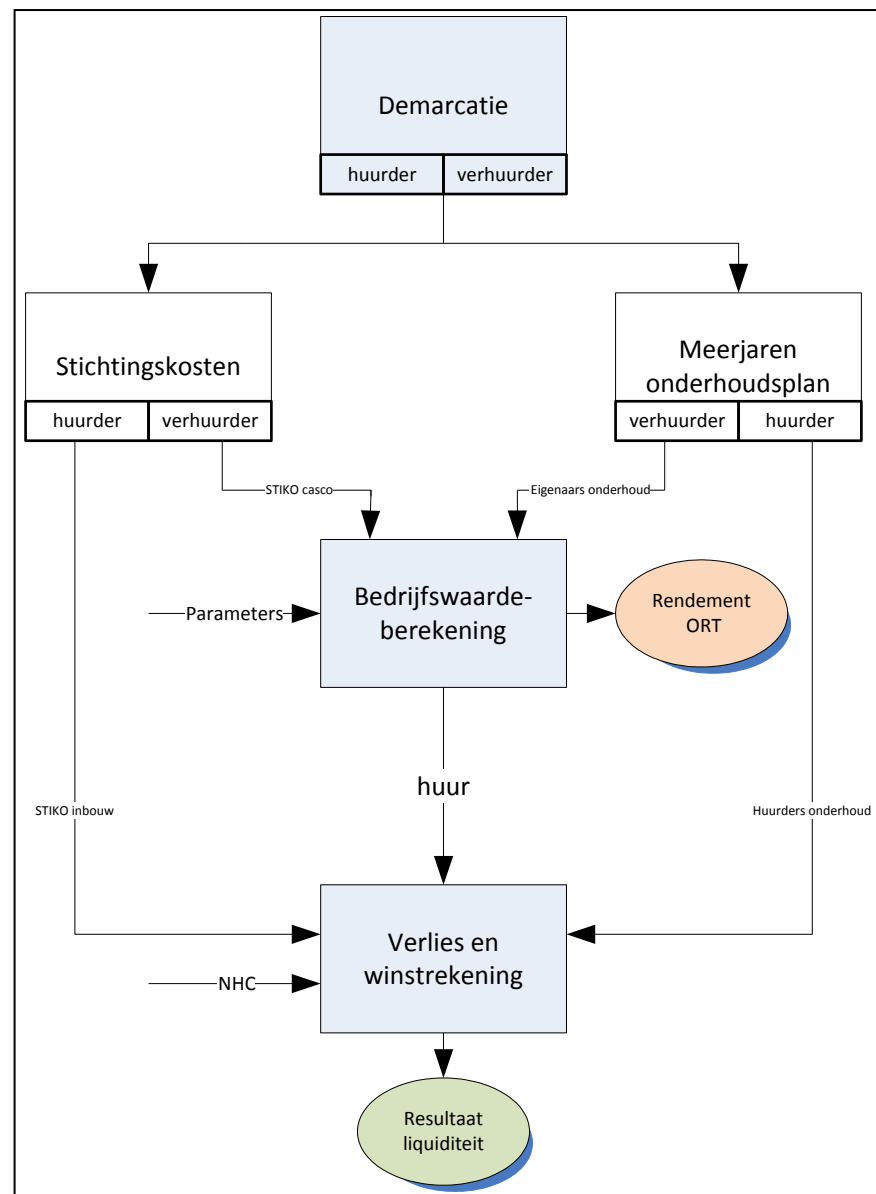 Demarcatie
huurder
verhuurder
Stichtingskosten
huurder
verhuurder
Meerjaren
onderhoudsplan
verhuurder
huurder
STIKO casco
Eigenaars onderhoud
Parameters
Bedrijfswaarde-
berekening
Rendement
ORT
huur
STIKO inbouw
Huurders onderhoud
Verlies en
winstrekening
NHC
Resultaat
liquiditeit